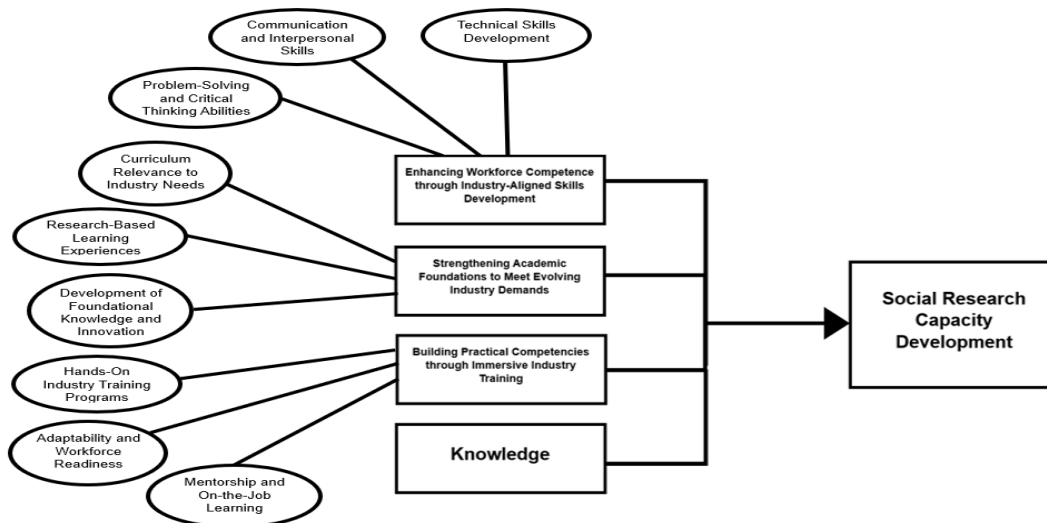 Communication
and Interpersonal
Skills
Technical Skills
Development
Problem-Solving
and Critical
Thinking Abilities
Curriculum
Relevance to
Industry Needs
Research-Based
Learning
Experiences
Development of
Foundational
Knowledge and
Innovation
Hands-On
Industry Training
Programs
Adaptability and
Workforce
Readiness
Mentorship and
On-the-Job
Learning
Enhancing Workforce Competence
through Industry-Aligned Skills
Development
Strengthening Academic
Foundations to Meet Evolving
Industry Demands
Building Practical Competencies
through Immersive Industry
Training
Knowledge
Social Research
Capacity
Development